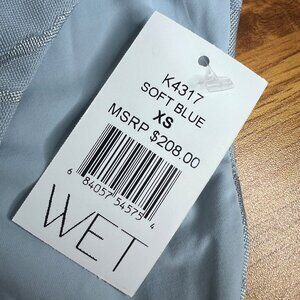 K4317
SOFT BLUE
XS
MSRP $208.00
6 84057 54575 4
WET